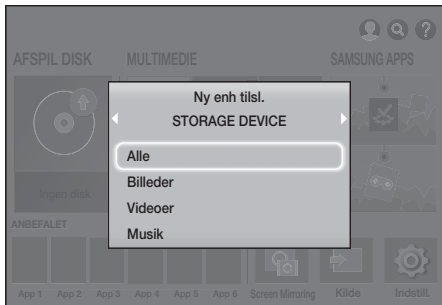 AFSPIL DISK MULTIMEDIE SAMSUNG APPS
Ny enh tilsl.
STORAGE DEVICE
Alle
Billeder
Videoer
Musik
Ingen disk
ANBEFALET
App 1 App 2 App 3 App 4 App 5 App 6 Screen Mirroring Kilde Indstill.